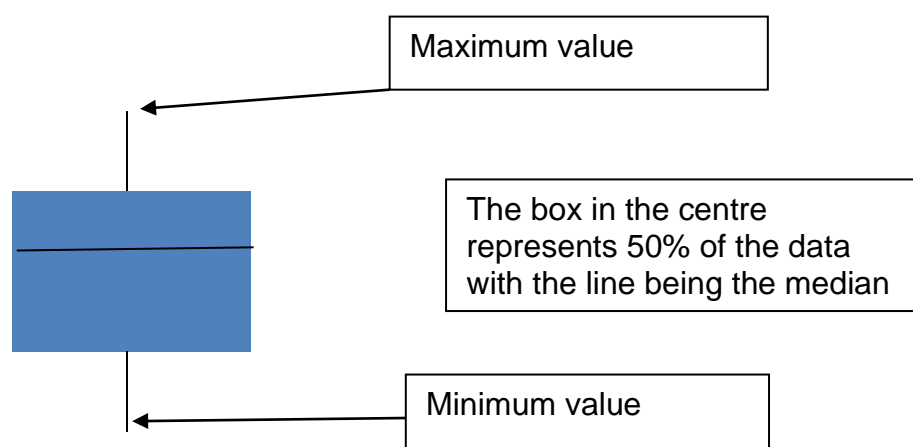 Maximum value
The box in the centre
represents 50% of the data
with the line being the median
Minimum value